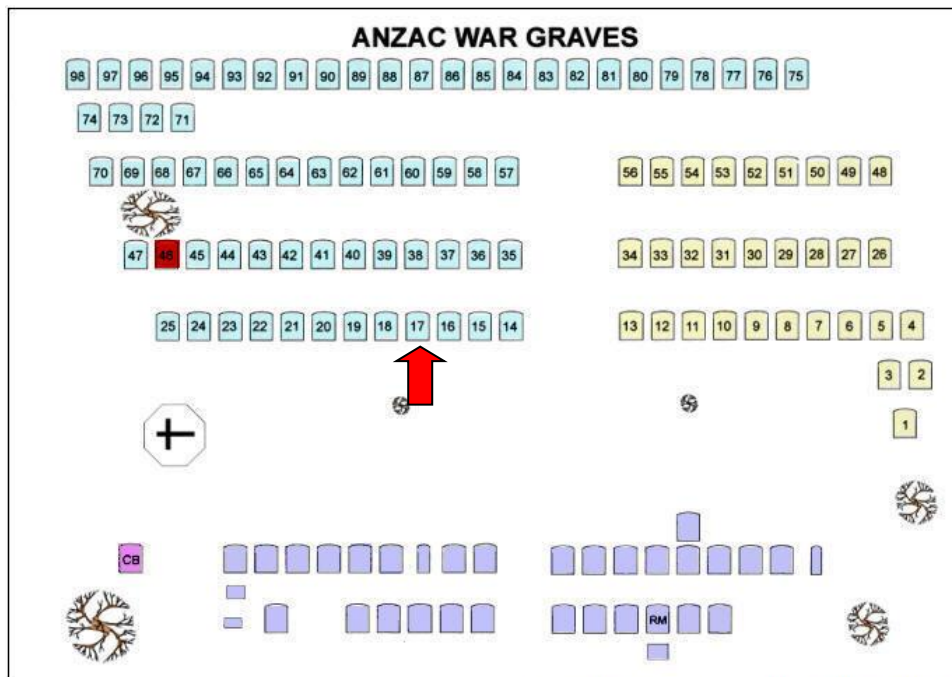 ANZAC WAR GRAVES
98 97 96 95 94 93 92 91 90 89 88 87 86 85 84 83 82 81 80 79 78 77 76 75
74 73 72 71
70 69 68 67 66 65 64 63 62 61 60 59 58 57 56 55 54 53 52 51 50 49 48
47 46 45 44 43 42 41 40 39 38 37 36 35 34 33 32 31 30 29 28 27 26
25 24 23 22 21 20 19 18 17 16 15 14 13 12 11 10 9 8 7 6 5 4
3 2
1
CB
RM